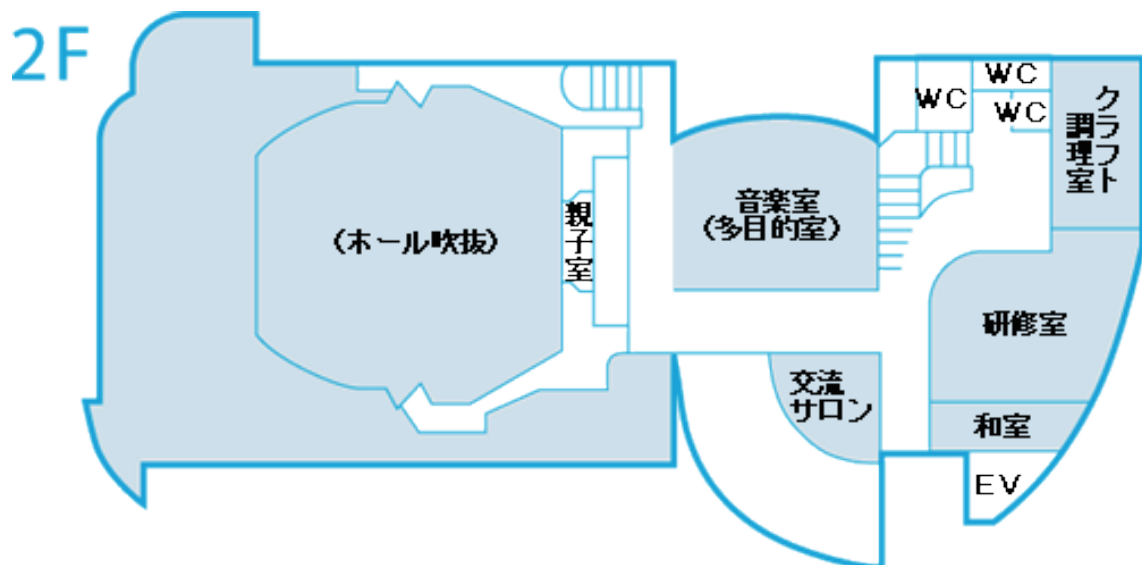 2F
WC
WC
WC
クラフト
調理室
音楽室
(多目的室)
親子室
(ホール吹抜)
研修室
交流
サロン
和室
EV